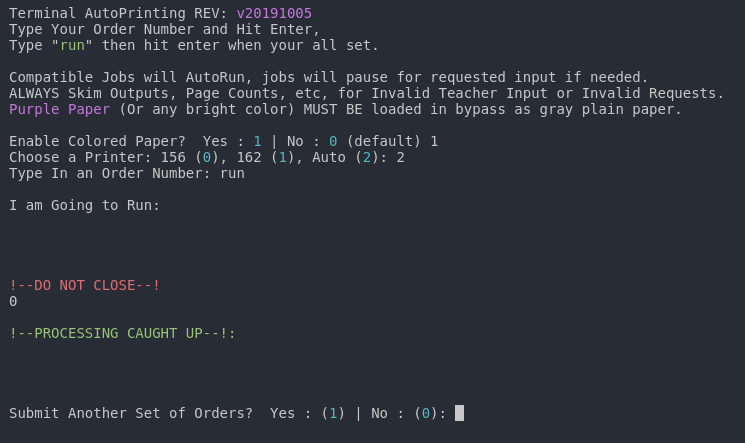 Terminal AutoPrinting REV: v20191005
Type Your Order Number and Hit Enter,
Type "run" then hit enter when your all set.
Compatible Jobs will AutoRun, jobs will pause for requested input if needed.
ALWAYS Skim Outputs, Page Counts, etc, for Invalid Teacher Input or Invalid Requests.
Purple Paper (Or any bright color) MUST BE loaded in bypass as gray plain paper.
Enable Colored Paper?  Yes : 1 | No : 0 (default) 1
Choose a Printer: 156 (0), 162 (1), Auto (2): 2
Type In an Order Number: run
I am Going to Run:
!--DO NOT CLOSE--!
0
!--PROCESSING CAUGHT UP--!:
Submit Another Set of Orders?  Yes : (1) | No : (0):